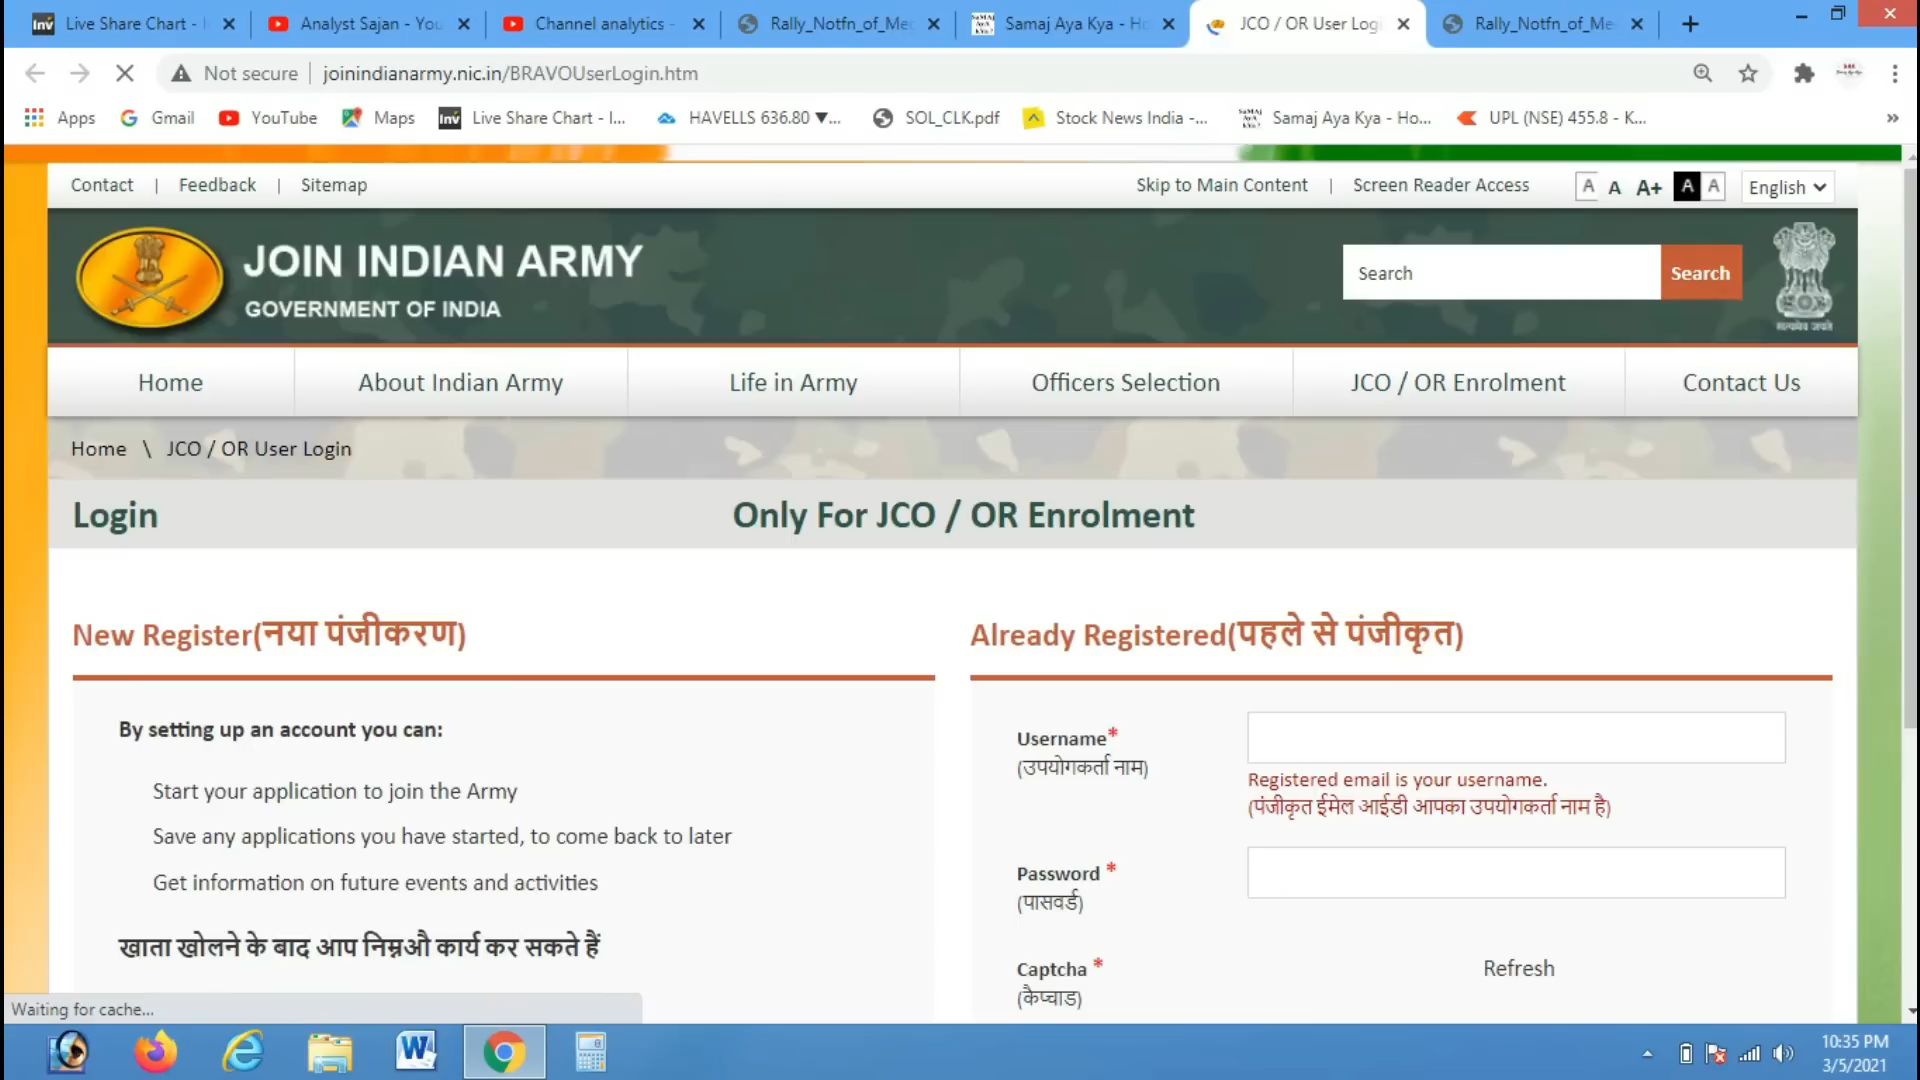 Live Share Chart - I
Analyst Sajan - You
Channel analytics -
Rally_Notfn_of_Me
Samaj Aya Kya - Ho
JCO / OR User Logi
Rally_Notfn_of_Me
Not secure
joinindianarmy.nic.in/BRAVOUserLogin.htm
Apps
Gmail
YouTube
Maps
Inv Live Share Chart - I...
HAVELLS 636.80 ▼...
SOL_CLK.pdf
Stock News India -...
Samaj Aya Kya - Ho...
UPL (NSE) 455.8 - K...
»
Contact | Feedback | Sitemap
Skip to Main Content | Screen Reader Access
A A A+ A A
English
JOIN INDIAN ARMY
GOVERNMENT OF INDIA
Search
Search
सत्यमेव जयते
Home
About Indian Army
Life in Army
Officers Selection
JCO / OR Enrolment
Contact Us
Home \ JCO / OR User Login
Login
Only For JCO / OR Enrolment
New Register(नया पंजीकरण)
Already Registered(पहले से पंजीकृत)
By setting up an account you can:
Start your application to join the Army
Save any applications you have started, to come back to later
Get information on future events and activities
खाता खोलने के बाद आप निम्नऔ कार्य कर सकते हैं
Username*
(उपयोगकर्ता नाम)
Registered email is your username.
(पंजीकृत ईमेल आईडी आपका उपयोगकर्ता नाम है)
Password *
(पासवर्ड)
Captcha *
(कैप्चाड)
Refresh
Waiting for cache...
10:35 PM
3/5/2021